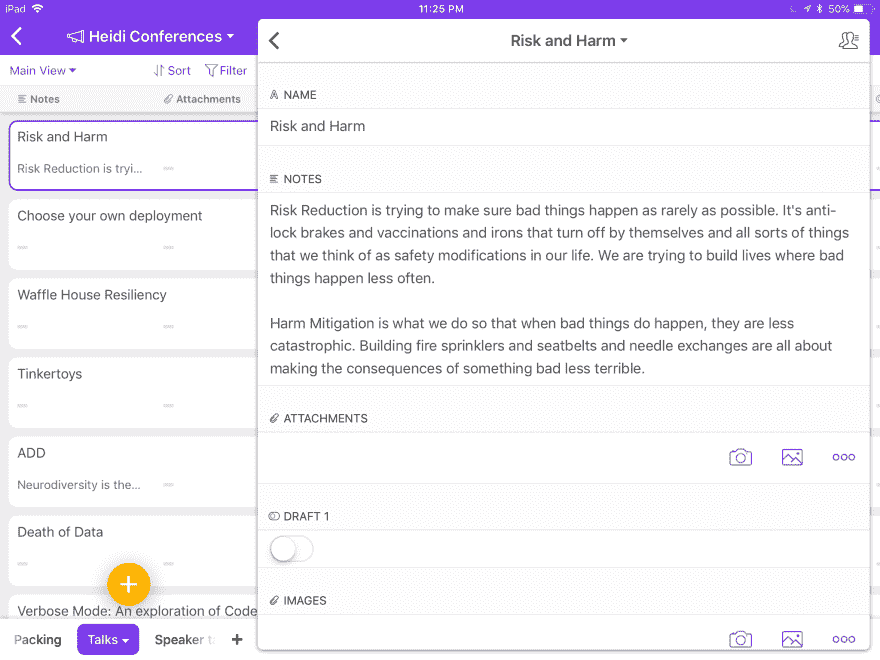 iPad
11:25 PM
50%
Heidi Conferences
Main View
Sort
Filter
Notes
Attachments
Risk and Harm
Risk Reduction is tryi...
Choose your own deployment
Waffle House Resiliency
Tinkertoys
ADD
Neurodiversity is the...
Death of Data
Verbose Mode: An exploration of Code
Packing
Talks
Speaker
Risk and Harm
NAME
Risk and Harm
NOTES
Risk Reduction is trying to make sure bad things happen as rarely as possible. It's anti-
lock brakes and vaccinations and irons that turn off by themselves and all sorts of things
that we think of as safety modifications in our life. We are trying to build lives where bad
things happen less often.
Harm Mitigation is what we do so that when bad things do happen, they are less
catastrophic. Building fire sprinklers and seatbelts and needle exchanges are all about
making the consequences of something bad less terrible.
ATTACHMENTS
DRAFT 1
IMAGES